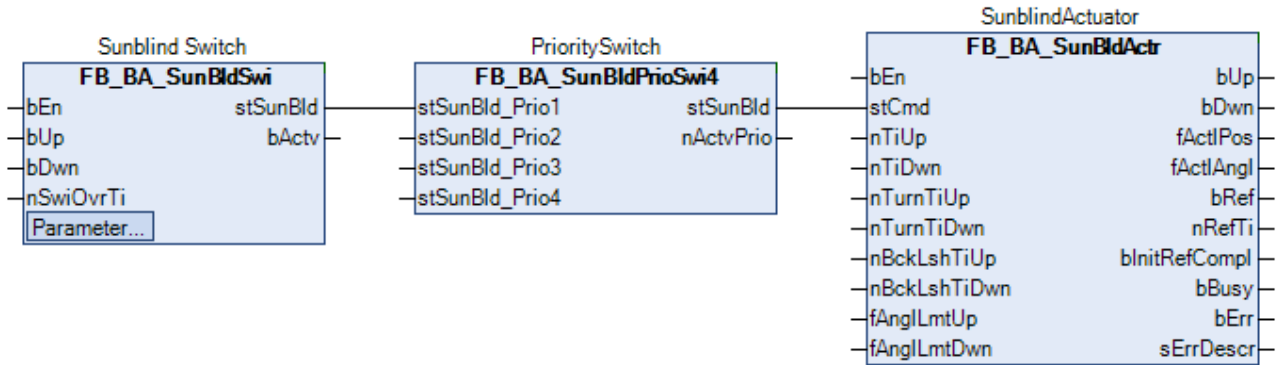 Sunblind Switch
FB_BA_SunBldSwi
bEn stSunBld
bUp bActv
bDwn
nSwiOvrTi
Parameter...
PrioritySwitch
FB_BA_SunBldPrioSwi4
stSunBld_Prio1 stSunBld
stSunBld_Prio2 nActvPrio
stSunBld_Prio3
stSunBld_Prio4
SunblindActuator
FB_BA_SunBldActr
bEn bUp
stCmd bDwn
nTiUp fActlPos
nTiDwn fActlAngl
nTurnTiUp bRef
nTurnTiDwn nRefTi
nBckLshTiUp bInitRefCompl
nBckLshTiDwn bBusy
fAnglLmtUp bErr
fAnglLmtDwn sErrDescr